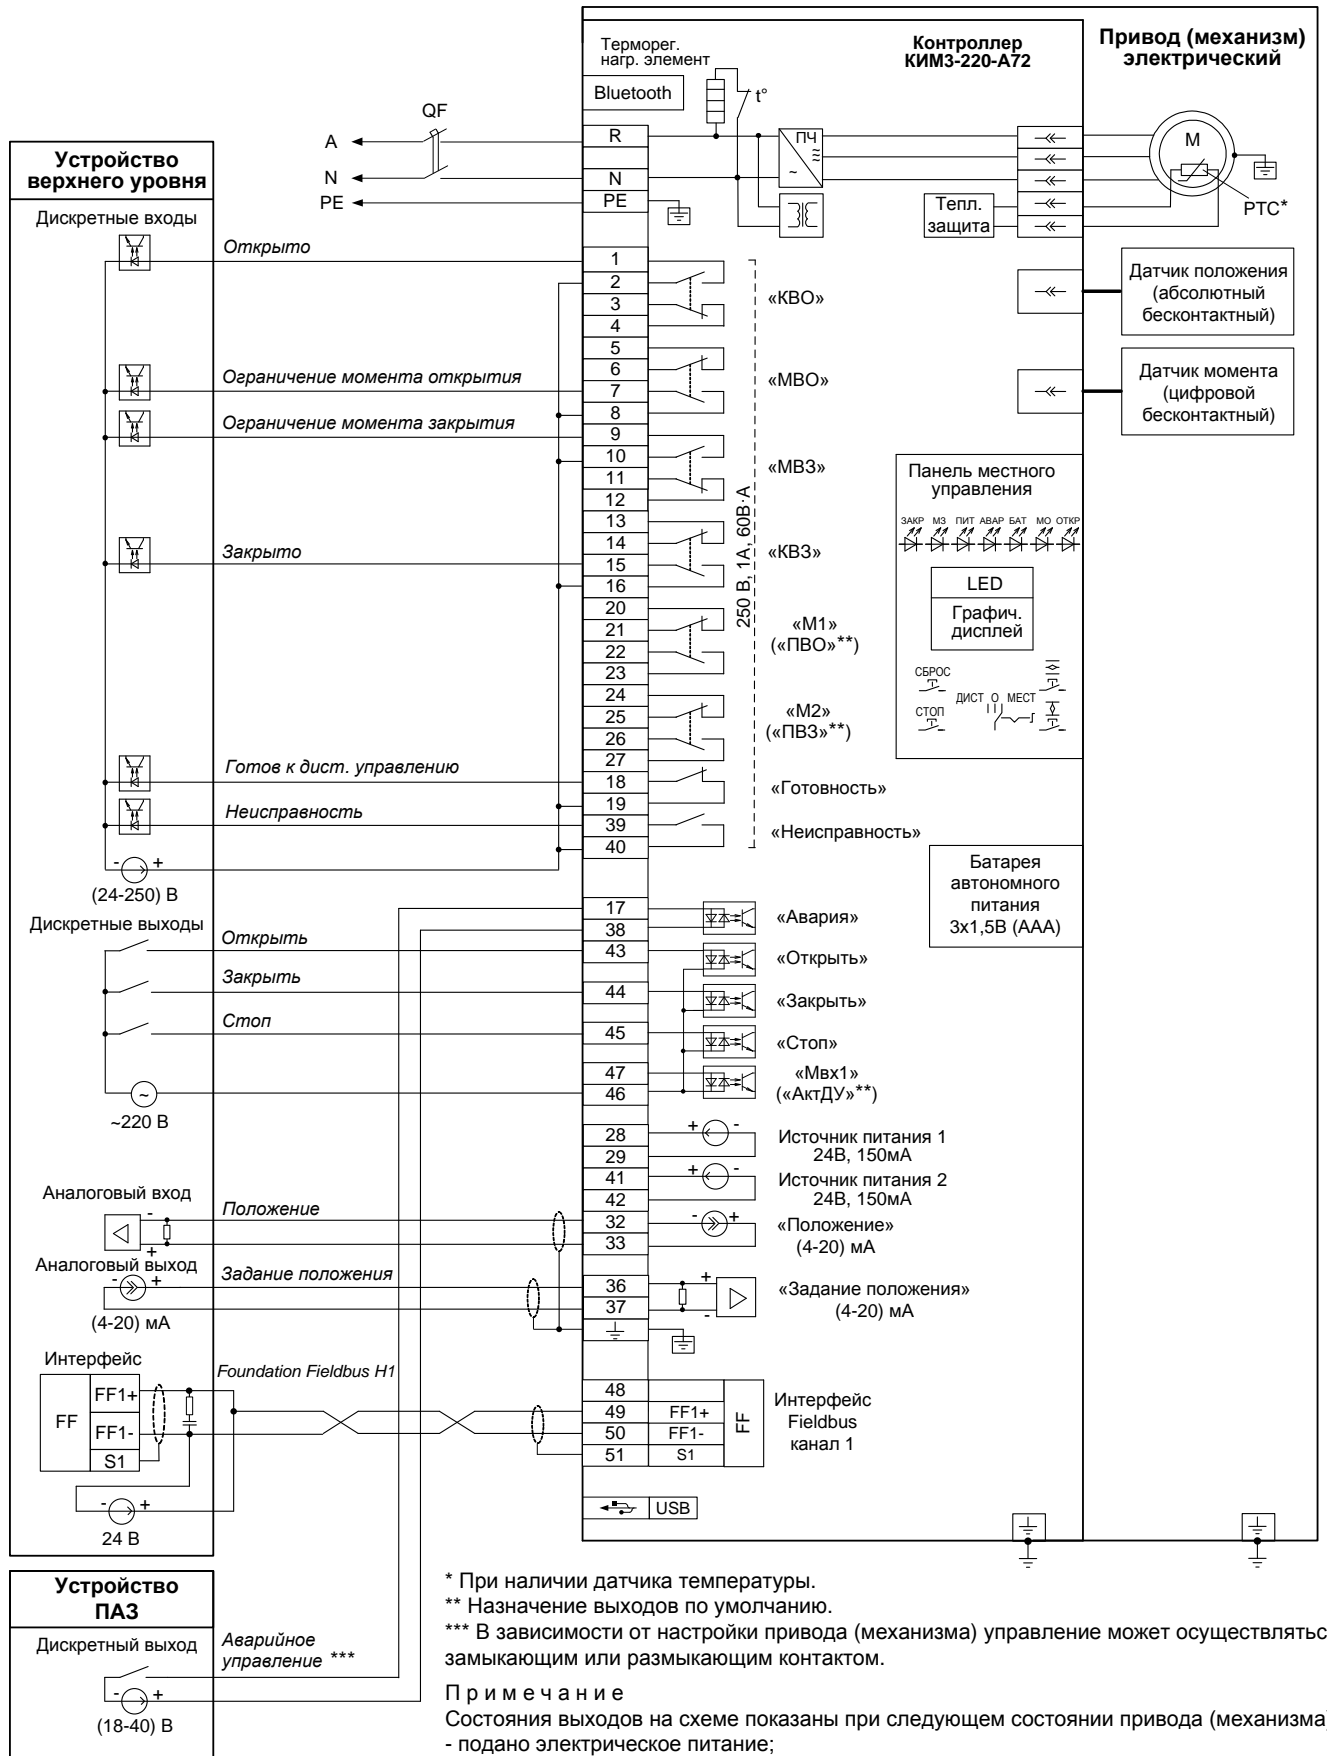 Терморег.
нагр. элемент
Контроллер
КИМ3-220-А72
Привод (механизм)
электрический
Bluetooth
t°
QF
A
R
ПЧ
≈
~
M
N
N
PE
PE
Тепл.
защита
PTC*
Устройство
верхнего уровня
Дискретные входы
Открыто
1
2
3
4
«КВО»
Датчик положения
(абсолютный
бесконтактный)
5
6
7
8
Ограничение момента открытия
«МВО»
Датчик момента
(цифровой
бесконтактный)
Ограничение момента закрытия
9
10
11
12
«МВЗ»
250 В, 1А, 60В·А
Панель местного
управления
ЗАКР МЗ ПИТ АВАР БАТ МО ОТКР
LED
Графич.
дисплей
СБРОС
СТОП
ДИСТ О МЕСТ
Закрыто
13
14
15
16
«КВЗ»
20
21
22
23
«М1»
(«ПВО»**)
24
25
26
27
«М2»
(«ПВЗ»**)
Готов к дист. управлению
18
19
«Готовность»
Неисправность
39
40
«Неисправность»
- +
(24-250) В
Батарея
автономного
питания
3х1,5В (ААА)
Дискретные выходы
17
38
«Авария»
Открыть
43
«Открыть»
Закрыть
44
«Закрыть»
Стоп
45
«Стоп»
47
46
«Мвх1»
(«АктДУ»**)
~
~220 В
28
29
+ -
Источник питания 1
24В, 150мА
41
42
+ -
Источник питания 2
24В, 150мА
Аналоговый вход
-
+
Положение
32
33
- +
«Положение»
(4-20) мА
Аналоговый выход
- +
(4-20) мА
Задание положения
36
37
+
-
«Задание положения»
(4-20) мА
Интерфейс
FF
FF1+
FF1-
S1
Foundation Fieldbus H1
48
49
50
51
FF1+
FF1-
S1
FF
Интерфейс
Fieldbus
канал 1
- +
24 В
USB
Устройство
ПАЗ
Дискретный выход
Аварийное
управление ***
- +
(18-40) В
* При наличии датчика температуры.
** Назначение выходов по умолчанию.
*** В зависимости от настройки привода (механизма) управление может осуществлятьс
замыкающим или размыкающим контактом.
П р и м е ч а н и е
Состояния выходов на схеме показаны при следующем состоянии привода (механизма)
- подано электрическое питание;